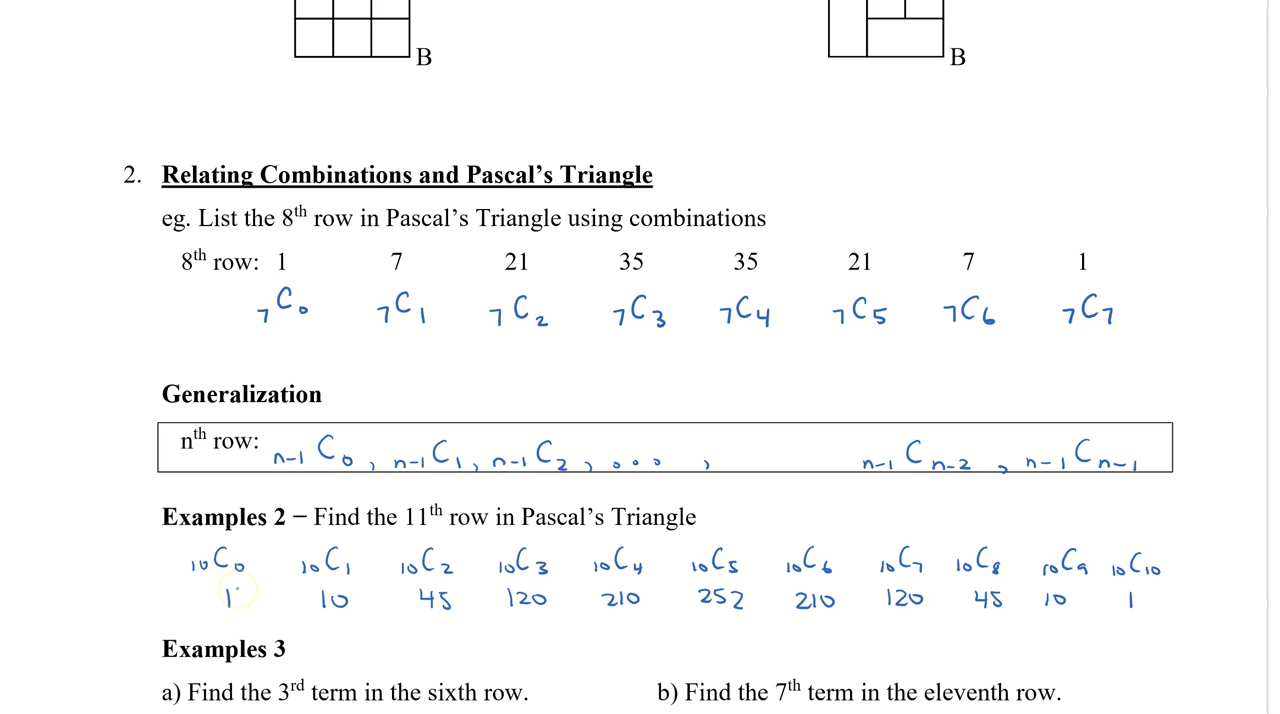 B B
2. Relating Combinations and Pascal's Triangle
eg. List the 8th row in Pascal's Triangle using combinations
8th row: 1 7 21 35 35 21 7 1
7C0 7C1 7C2 7C3 7C4 7C5 7C6 7C7
Generalization
nth row: n-1C0, n-1C1, n-1C2, ..., n-1Cn-2, n-1Cn-1
Examples 2 – Find the 11th row in Pascal's Triangle
10C0 10C1 10C2 10C3 10C4 10C5 10C6 10C7 10C8 10C9 10C10
1 10 45 120 210 252 210 120 45 10 1
Examples 3
a) Find the 3rd term in the sixth row. b) Find the 7th term in the eleventh row.